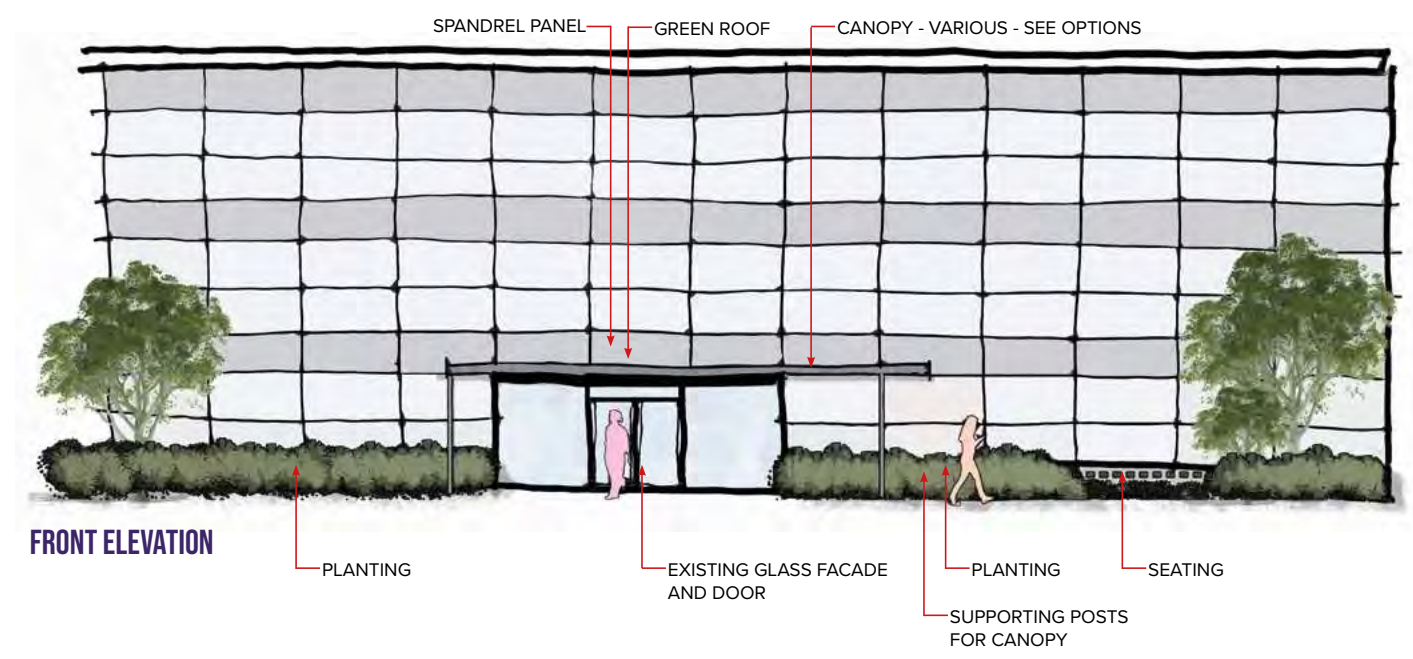 SPANDREL PANEL
GREEN ROOF
CANOPY - VARIOUS - SEE OPTIONS
FRONT ELEVATION
PLANTING
EXISTING GLASS FACADE
AND DOOR
PLANTING
SEATING
SUPPORTING POSTS
FOR CANOPY